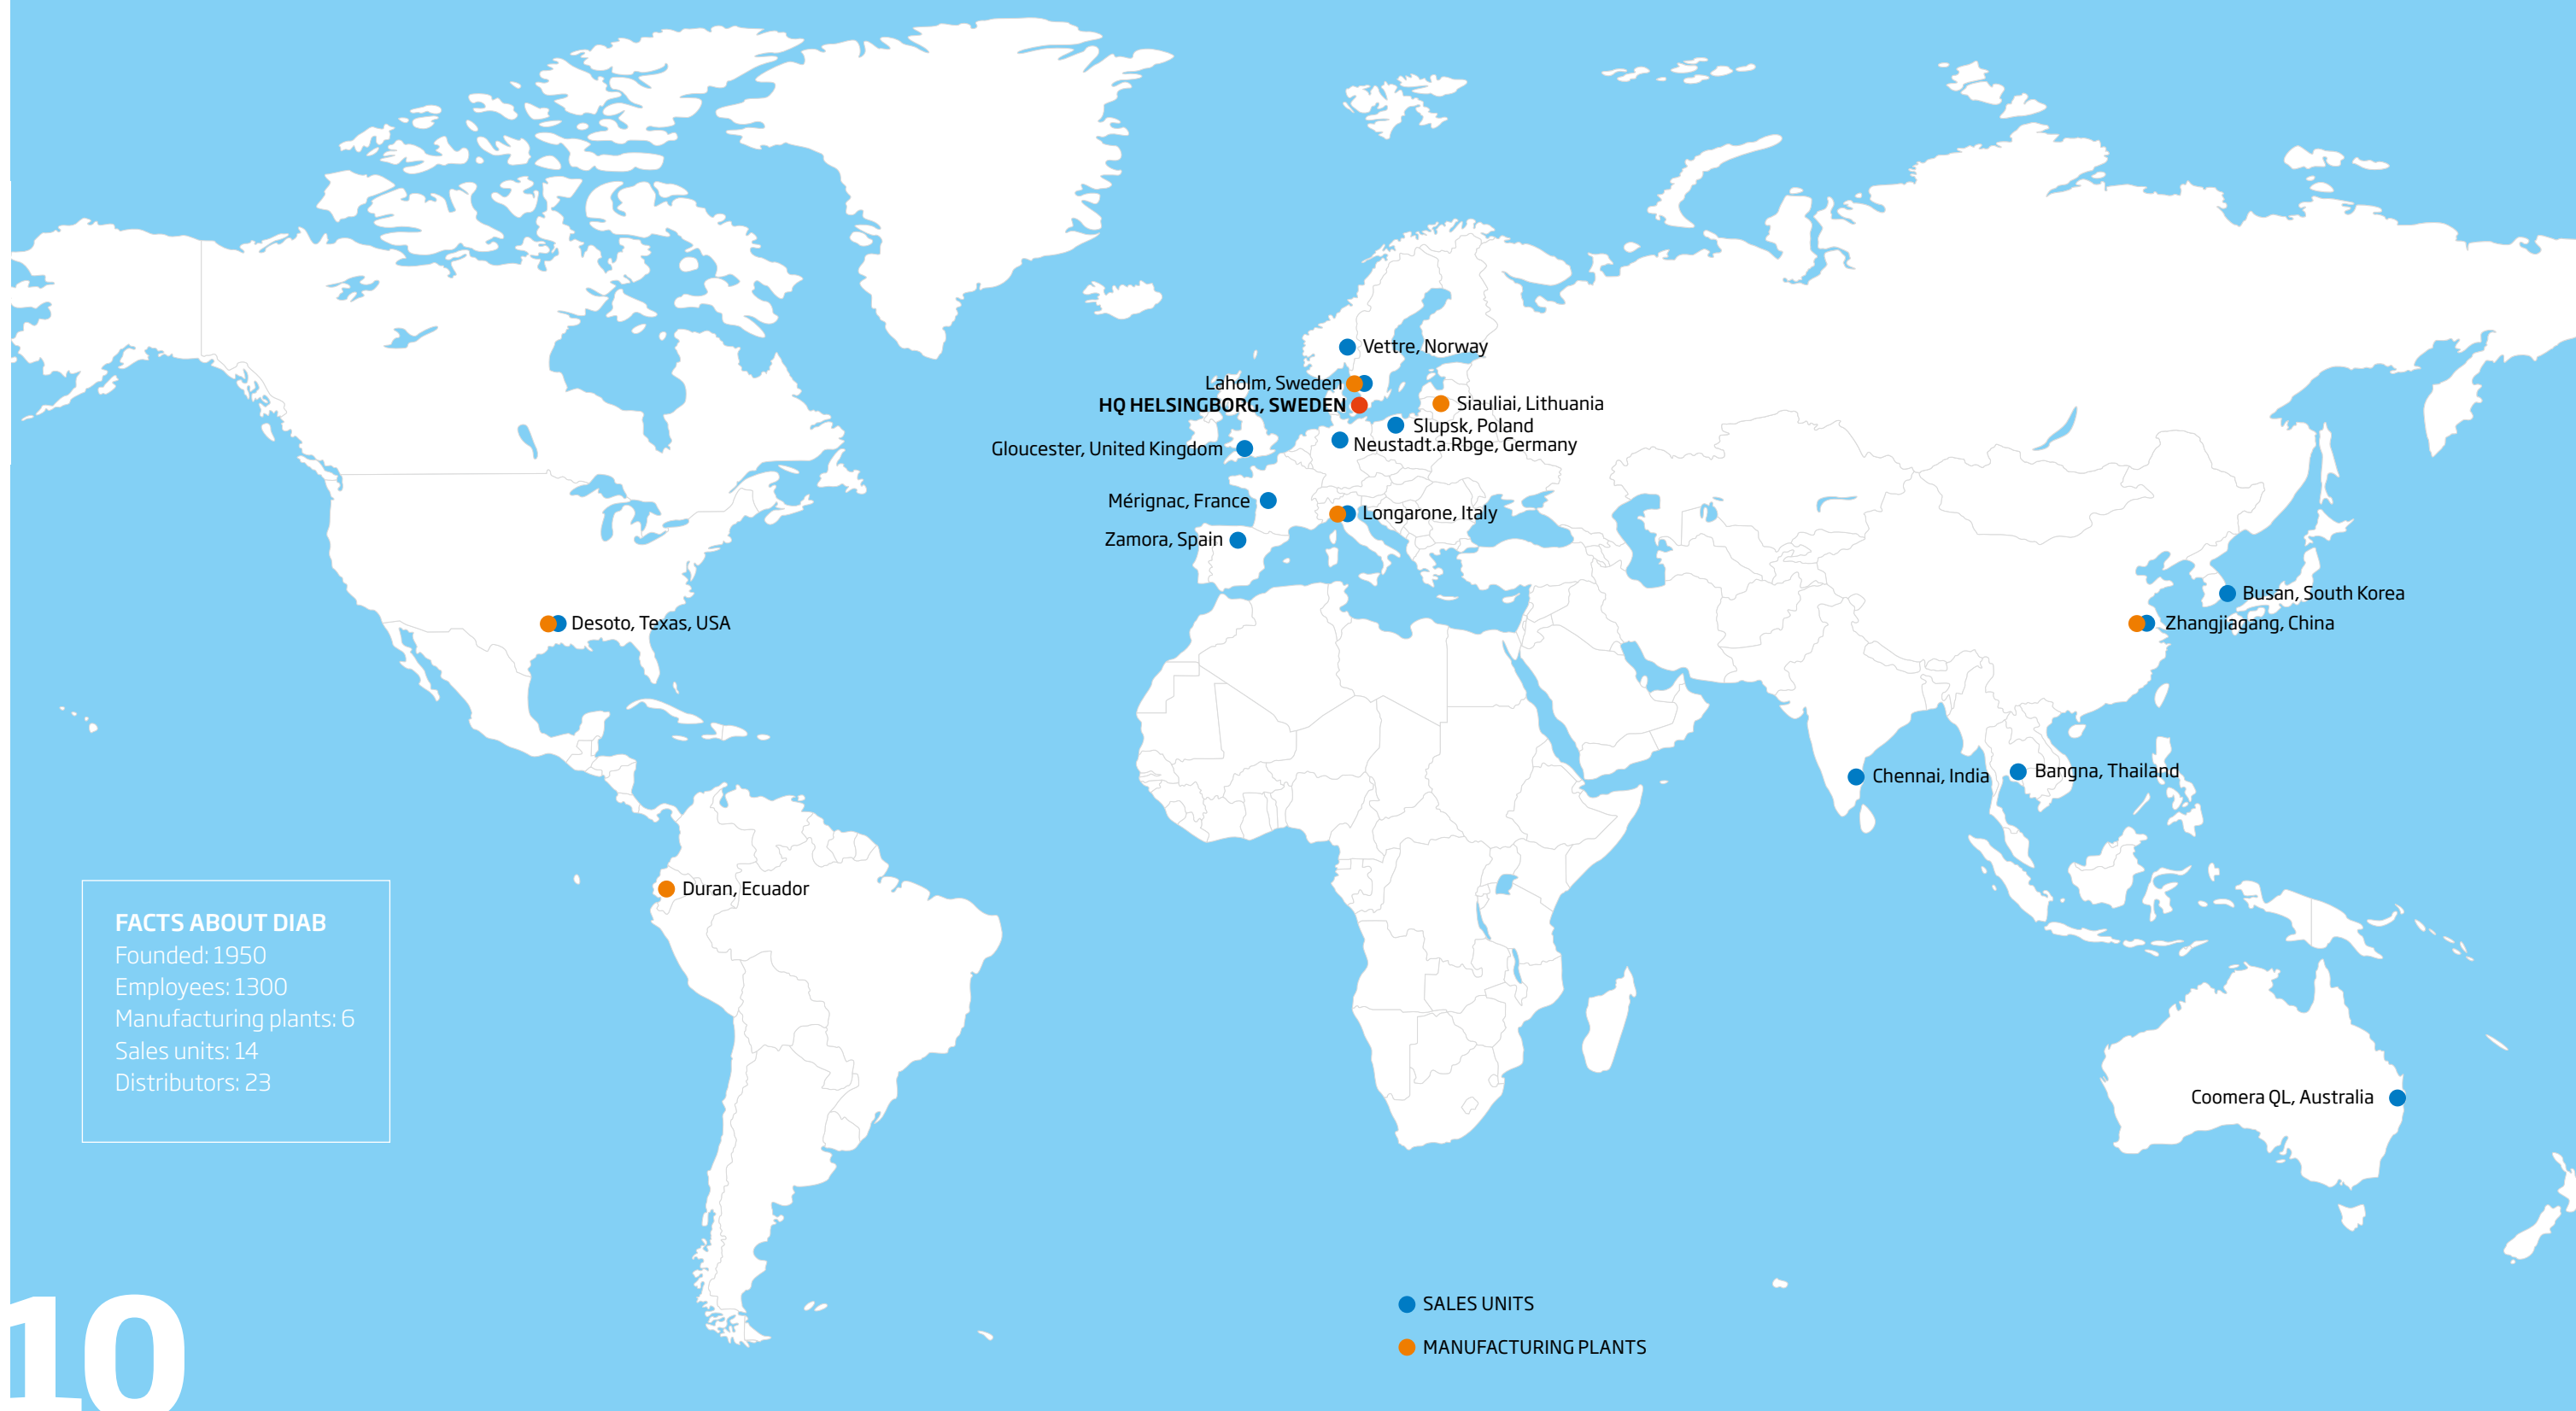 Vettre, Norway
Laholm, Sweden
HQ HELSINGBORG, SWEDEN
Siauliai, Lithuania
Slupsk, Poland
Neustadt.a.Rbge, Germany
Gloucester, United Kingdom
Mérignac, France
Longarone, Italy
Zamora, Spain
Busan, South Korea
Desoto, Texas, USA
Zhangjiagang, China
Chennai, India
Bangna, Thailand
Duran, Ecuador
FACTS ABOUT DIAB
Founded: 1950
Employees: 1300
Manufacturing plants: 6
Sales units: 14
Distributors: 23
Coomera QL, Australia
SALES UNITS
MANUFACTURING PLANTS
10